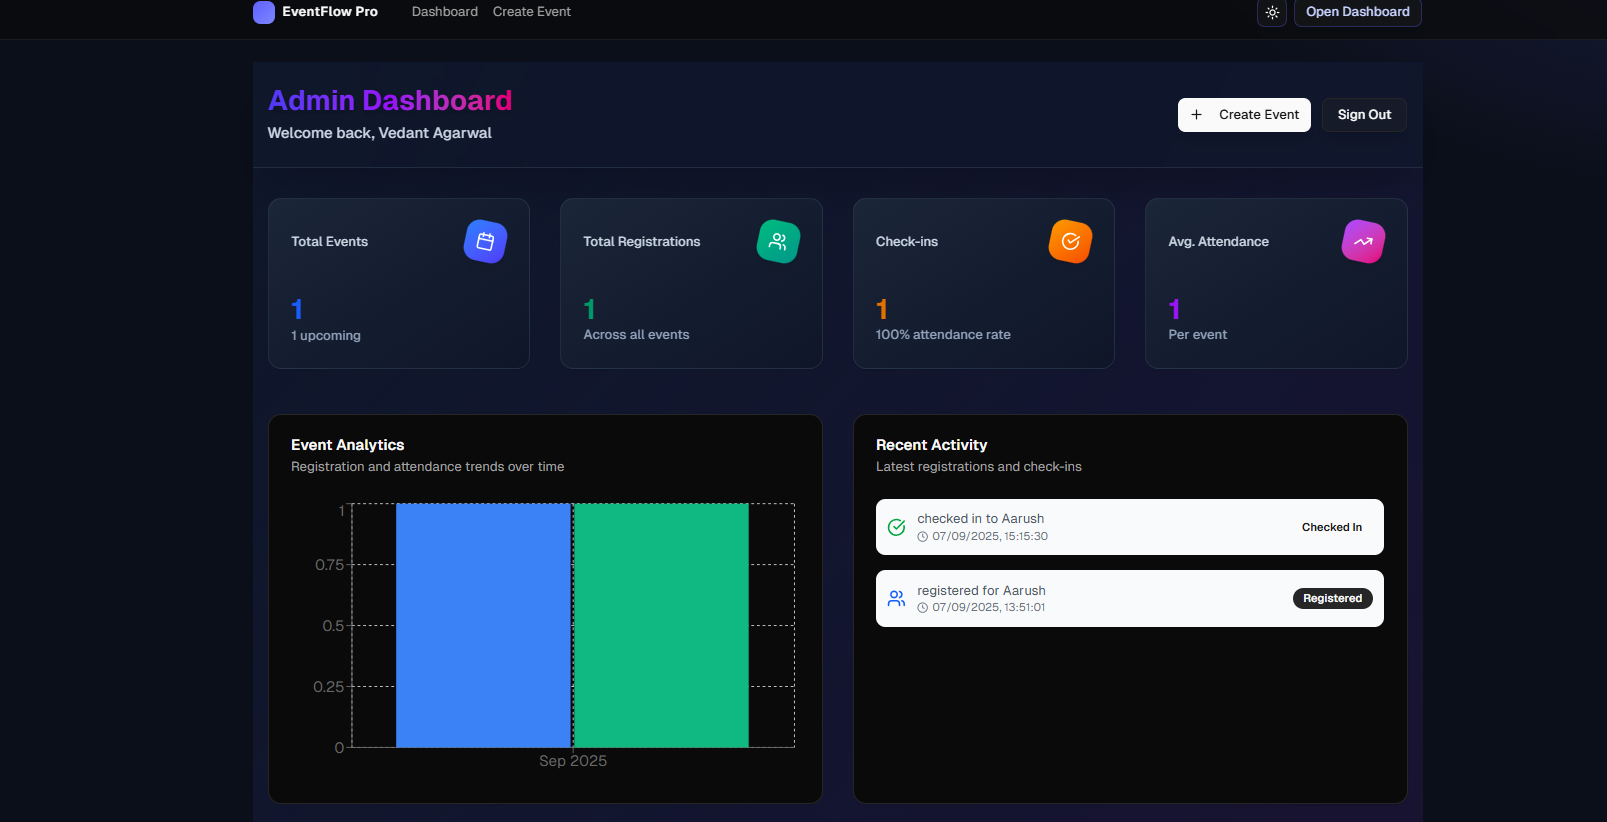 EventFlow Pro
Dashboard
Create Event
Open Dashboard
Admin Dashboard
Welcome back, Vedant Agarwal
Create Event
Sign Out
Total Events
1
1 upcoming
Total Registrations
1
Across all events
Check-ins
1
100% attendance rate
Avg. Attendance
1
Per event
Event Analytics
Registration and attendance trends over time
1
0.75
0.5
0.25
0
Sep 2025
Recent Activity
Latest registrations and check-ins
checked in to Aarush
07/09/2025, 15:15:30
Checked In
registered for Aarush
07/09/2025, 13:51:01
Registered